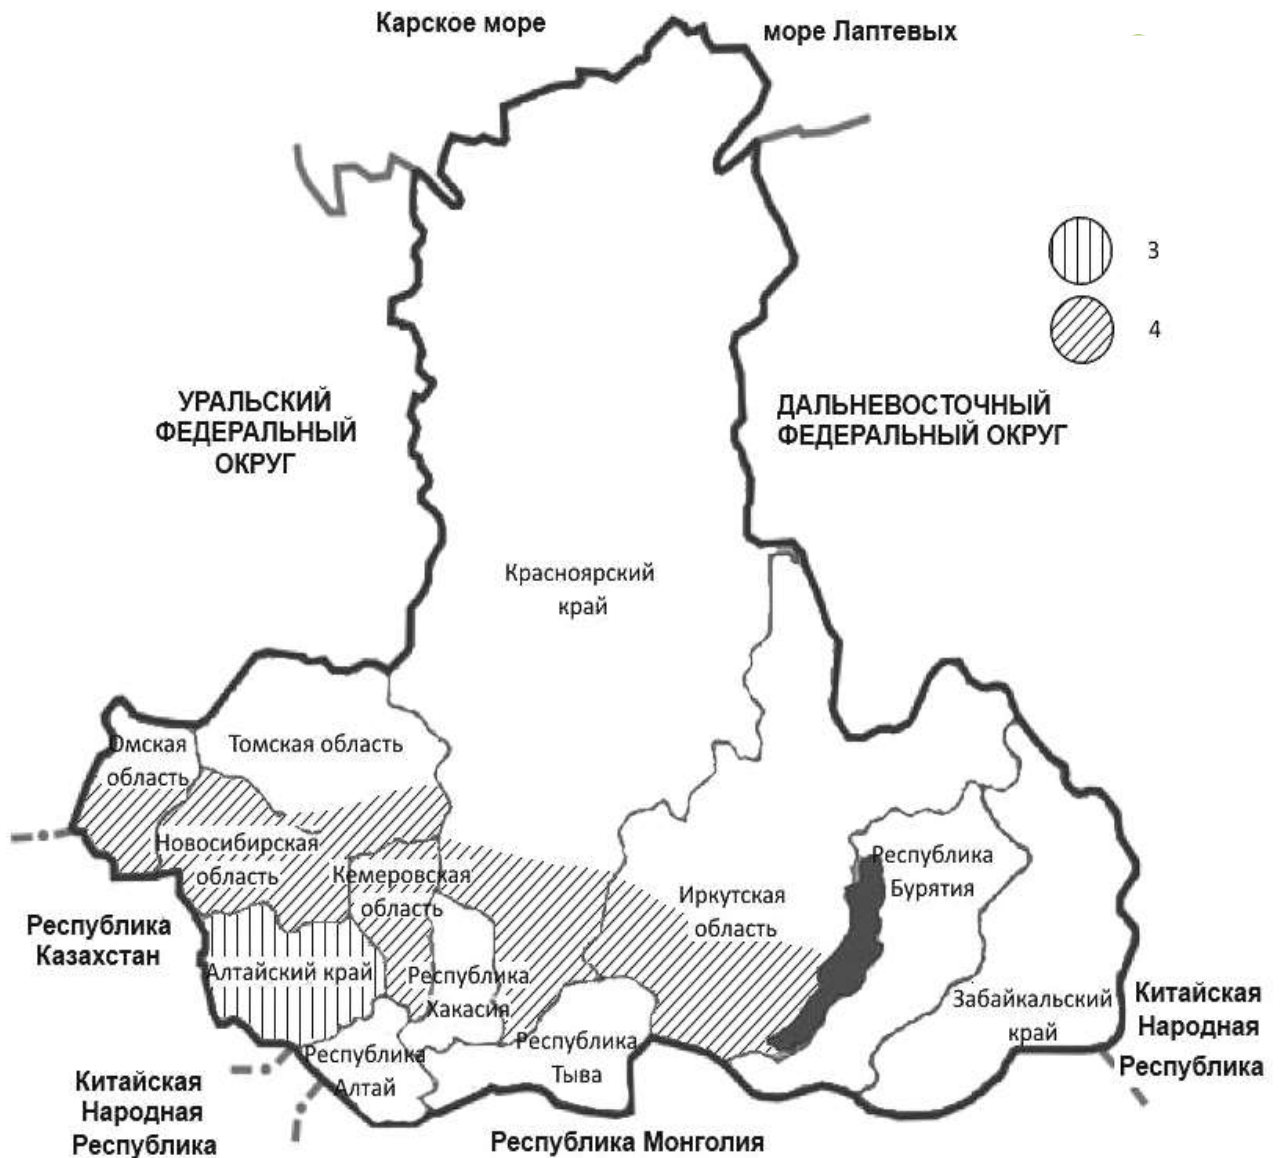 Карское море
море Лаптевых
3
4
УРАЛЬСКИЙ
ФЕДЕРАЛЬНЫЙ
ОКРУГ
ДАЛЬНЕВОСТОЧНЫЙ
ФЕДЕРАЛЬНЫЙ ОКРУГ
Красноярский
край
Омская
область
Томская область
Новосибирская
область
Кемеровская
область
Республика
Бурятия
Иркутская
область
Республика
Казахстан
Алтайский край
Республика
Хакасия
Забайкальский
край
Китайская
Народная
Республика
Республика
Алтай
Республика
Тыва
Китайская
Народная
Республика
Республика Монголия